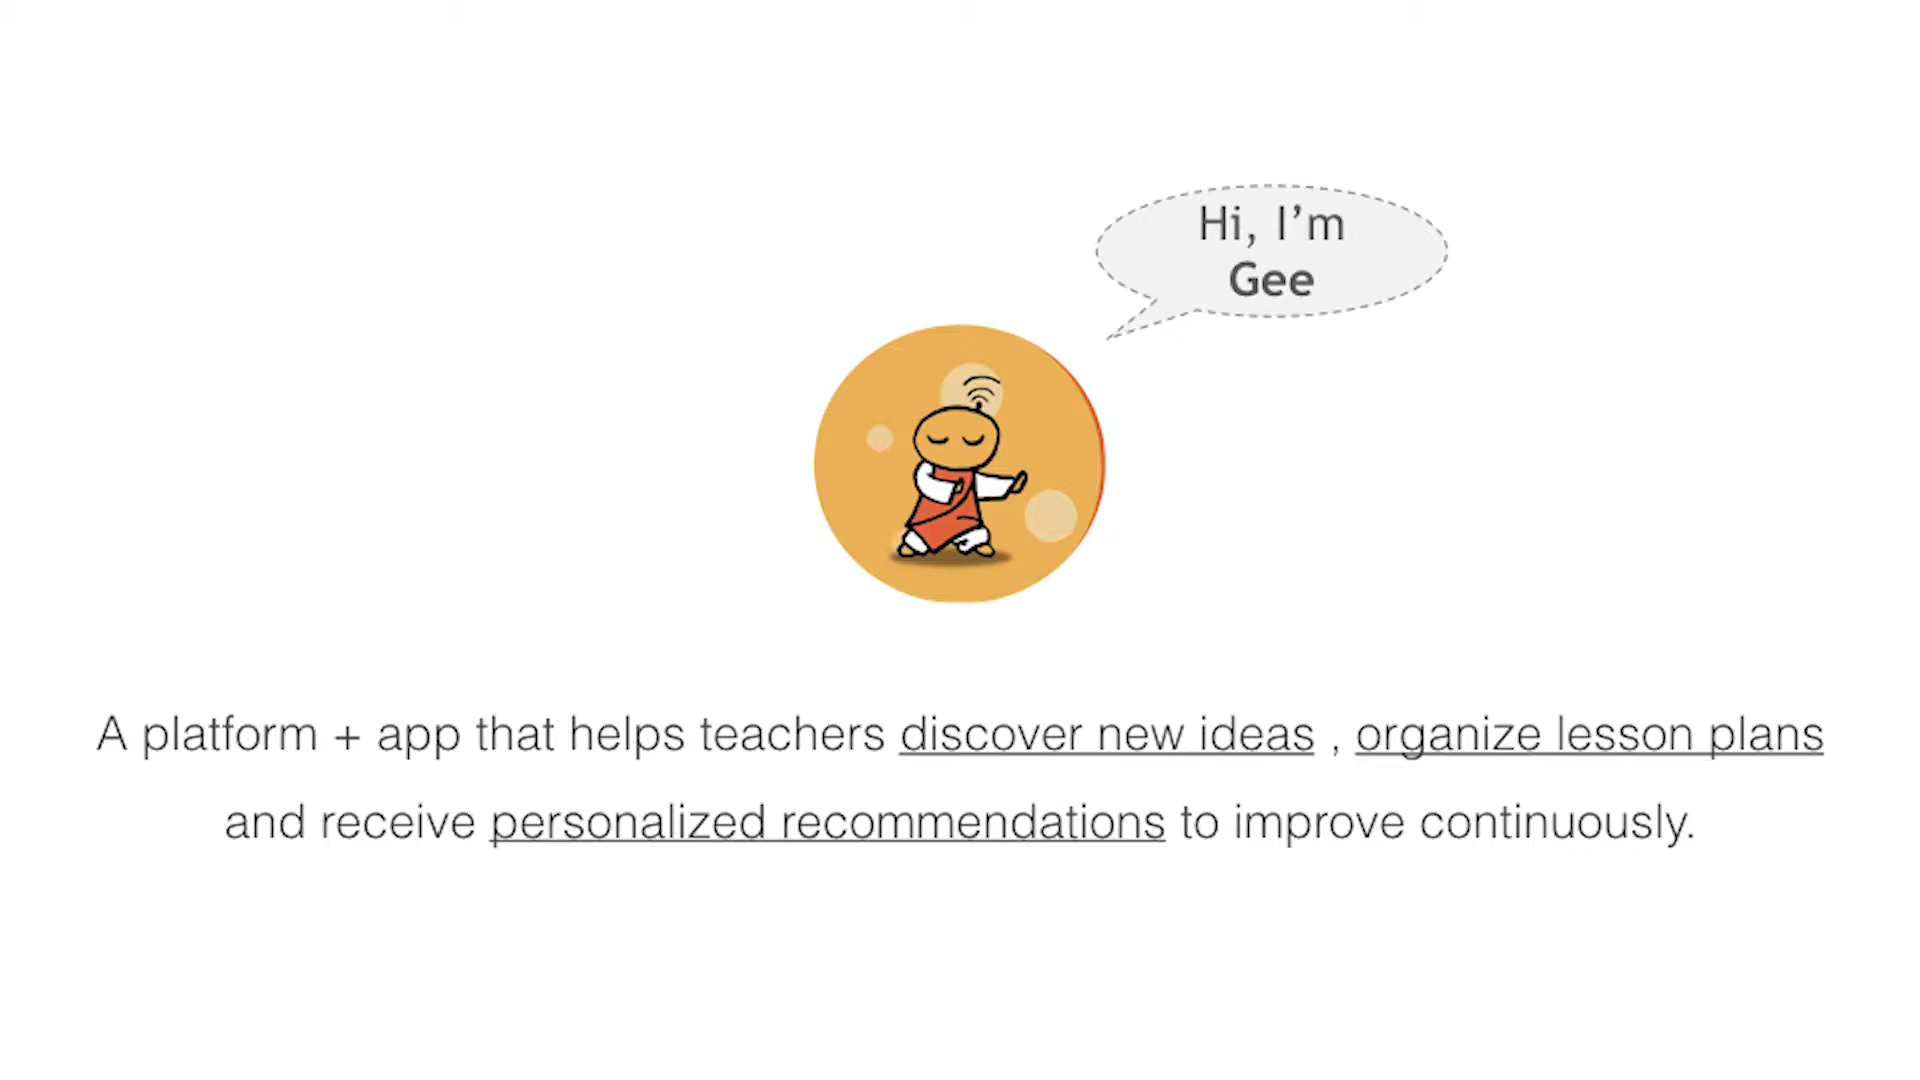 Hi, I’m
Gee
A platform + app that helps teachers discover new ideas , organize lesson plans
and receive personalized recommendations to improve continuously.